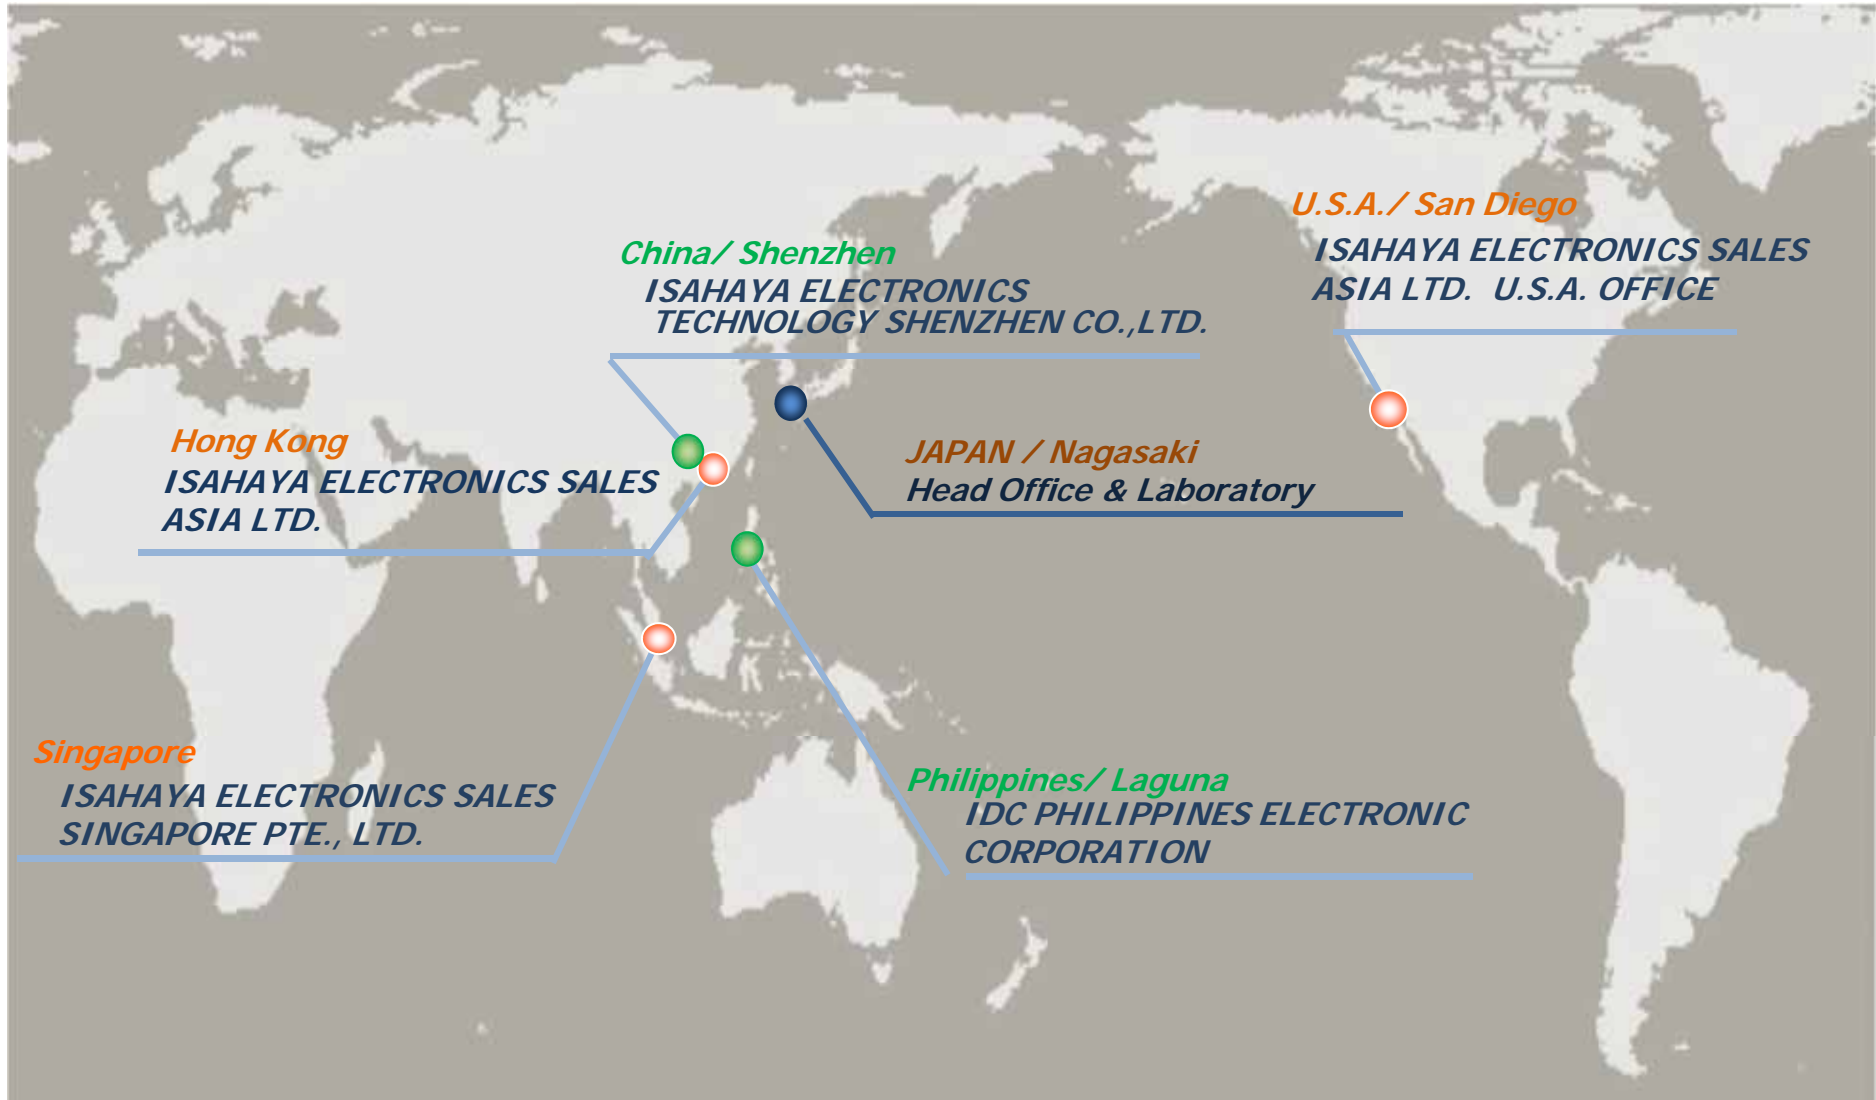 U.S.A./ San Diego
ISAHAYA ELECTRONICS SALES
ASIA LTD. U.S.A. OFFICE
China/ Shenzhen
ISAHAYA ELECTRONICS
TECHNOLOGY SHENZHEN CO.,LTD.
Hong Kong
ISAHAYA ELECTRONICS SALES
ASIA LTD.
JAPAN / Nagasaki
Head Office & Laboratory
Singapore
ISAHAYA ELECTRONICS SALES
SINGAPORE PTE., LTD.
Philippines/ Laguna
IDC PHILIPPINES ELECTRONIC
CORPORATION